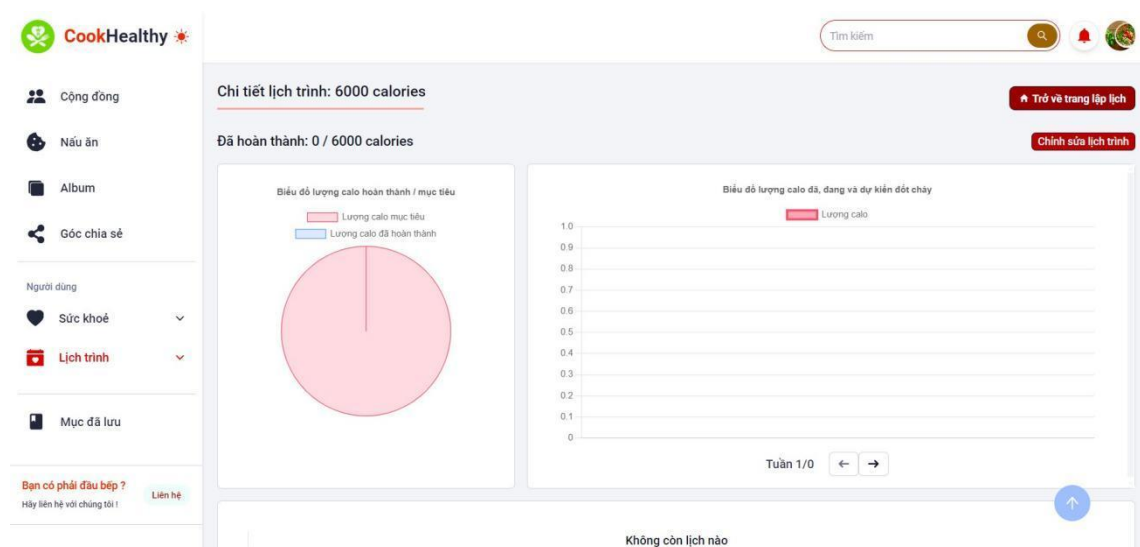 CookHealthy
Tìm kiếm
Cộng đồng
Nấu ăn
Album
Góc chia sẻ
Người dùng
Sức khoẻ
Lịch trình
Mục đã lưu
Bạn có phải đầu bếp ?
Hãy liên hệ với chúng tôi !
Liên hệ
Chi tiết lịch trình: 6000 calories
Trở về trang lập lịch
Đã hoàn thành: 0 / 6000 calories
Chỉnh sửa lịch trình
Biểu đồ lượng calo hoàn thành / mục tiêu
Lượng calo mục tiêu
Lượng calo đã hoàn thành
Biểu đồ lượng calo đã, đang và dự kiến đốt cháy
Lượng calo
1.0
0.9
0.8
0.7
0.6
0.5
0.4
0.3
0.2
0.1
0
Tuần 1/0
Không còn lịch nào